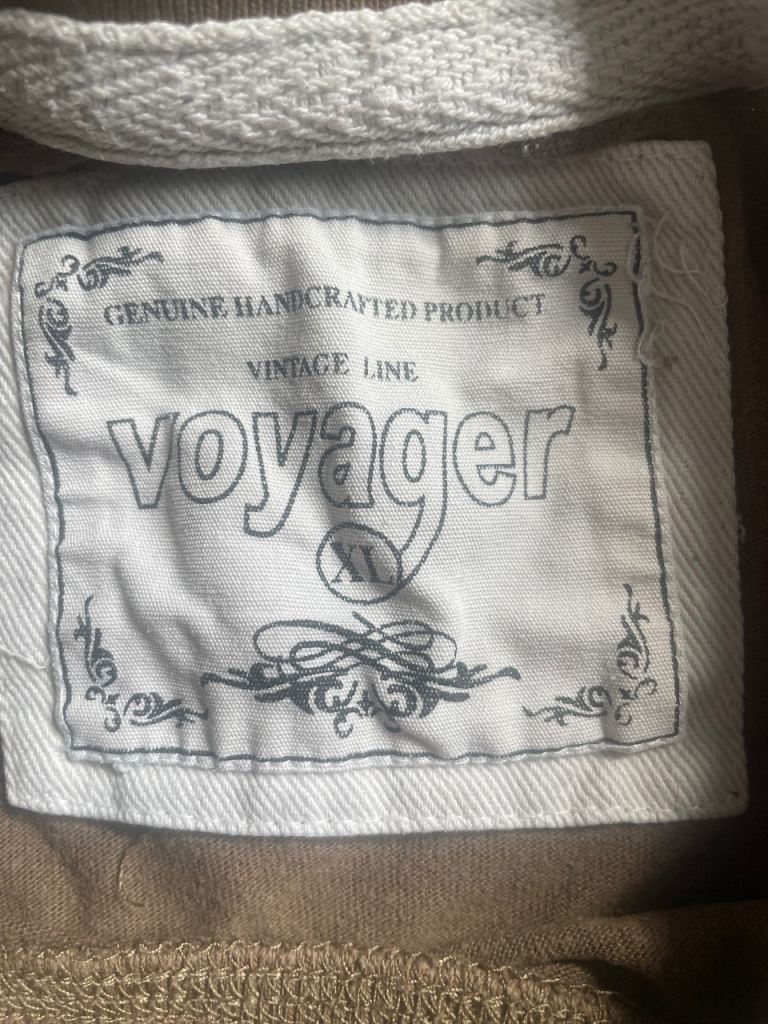 GENUINE HANDCRAFTED PRODUCT
VINTAGE LINE
voyager
XL